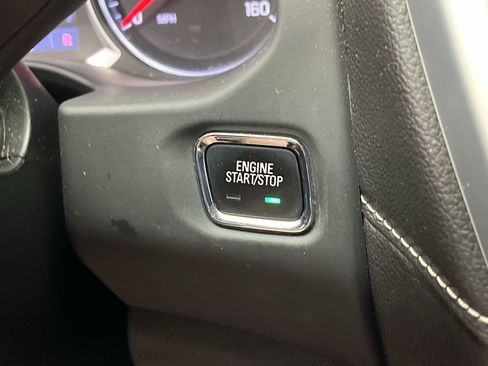 160
MPH
ENGINE
START/STOP